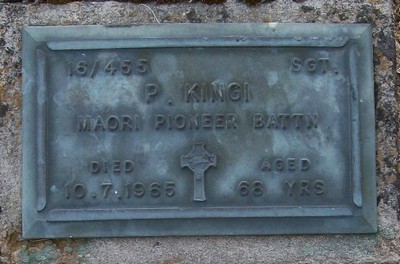 16/455 SGT.
P. KINGI
MAORI PIONEER BATTN
DIED AGED
10.7.1965 68 YRS